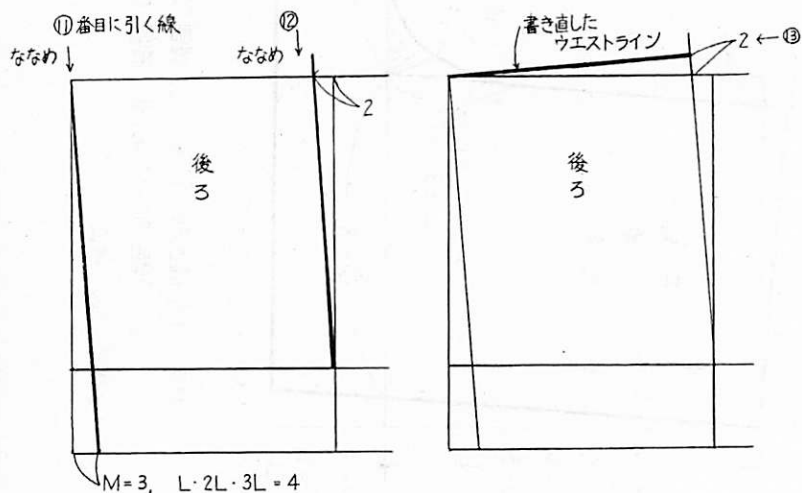 ⑪番目に引く線
ななめ
⑫
ななめ
2
後
ろ
M=3, L・2L・3L=4
書き直した
ウエストライン
2 ← ⑬
後
ろ